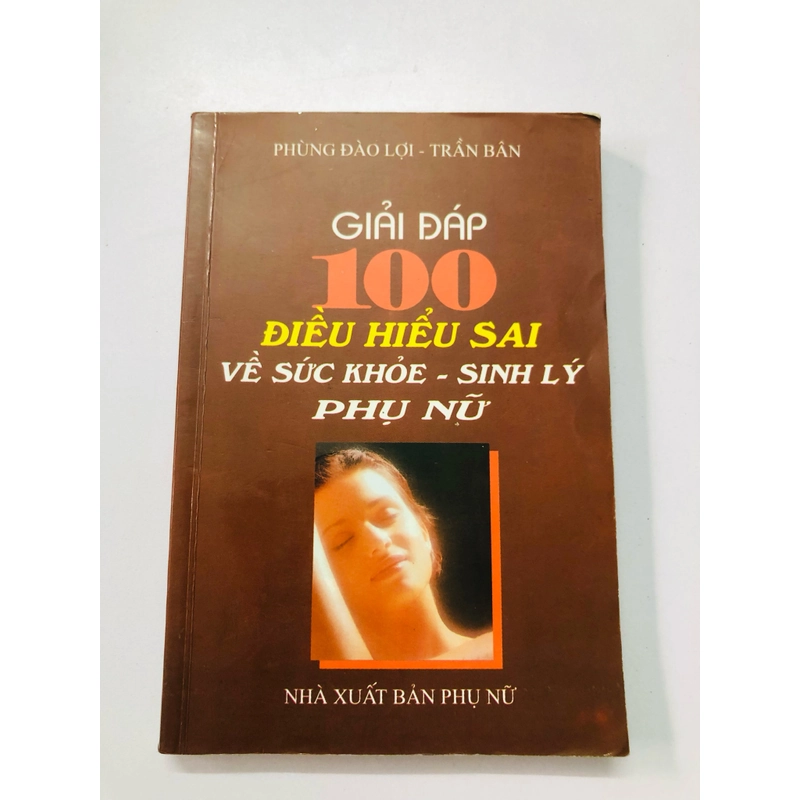 PHÙNG ĐÀO LỢI - TRẦN BÂN
GIẢI ĐÁP
100
ĐIỀU HIỂU SAI
VỀ SỨC KHỎE - SINH LÝ
PHỤ NỮ
NHÀ XUẤT BẢN PHỤ NỮ